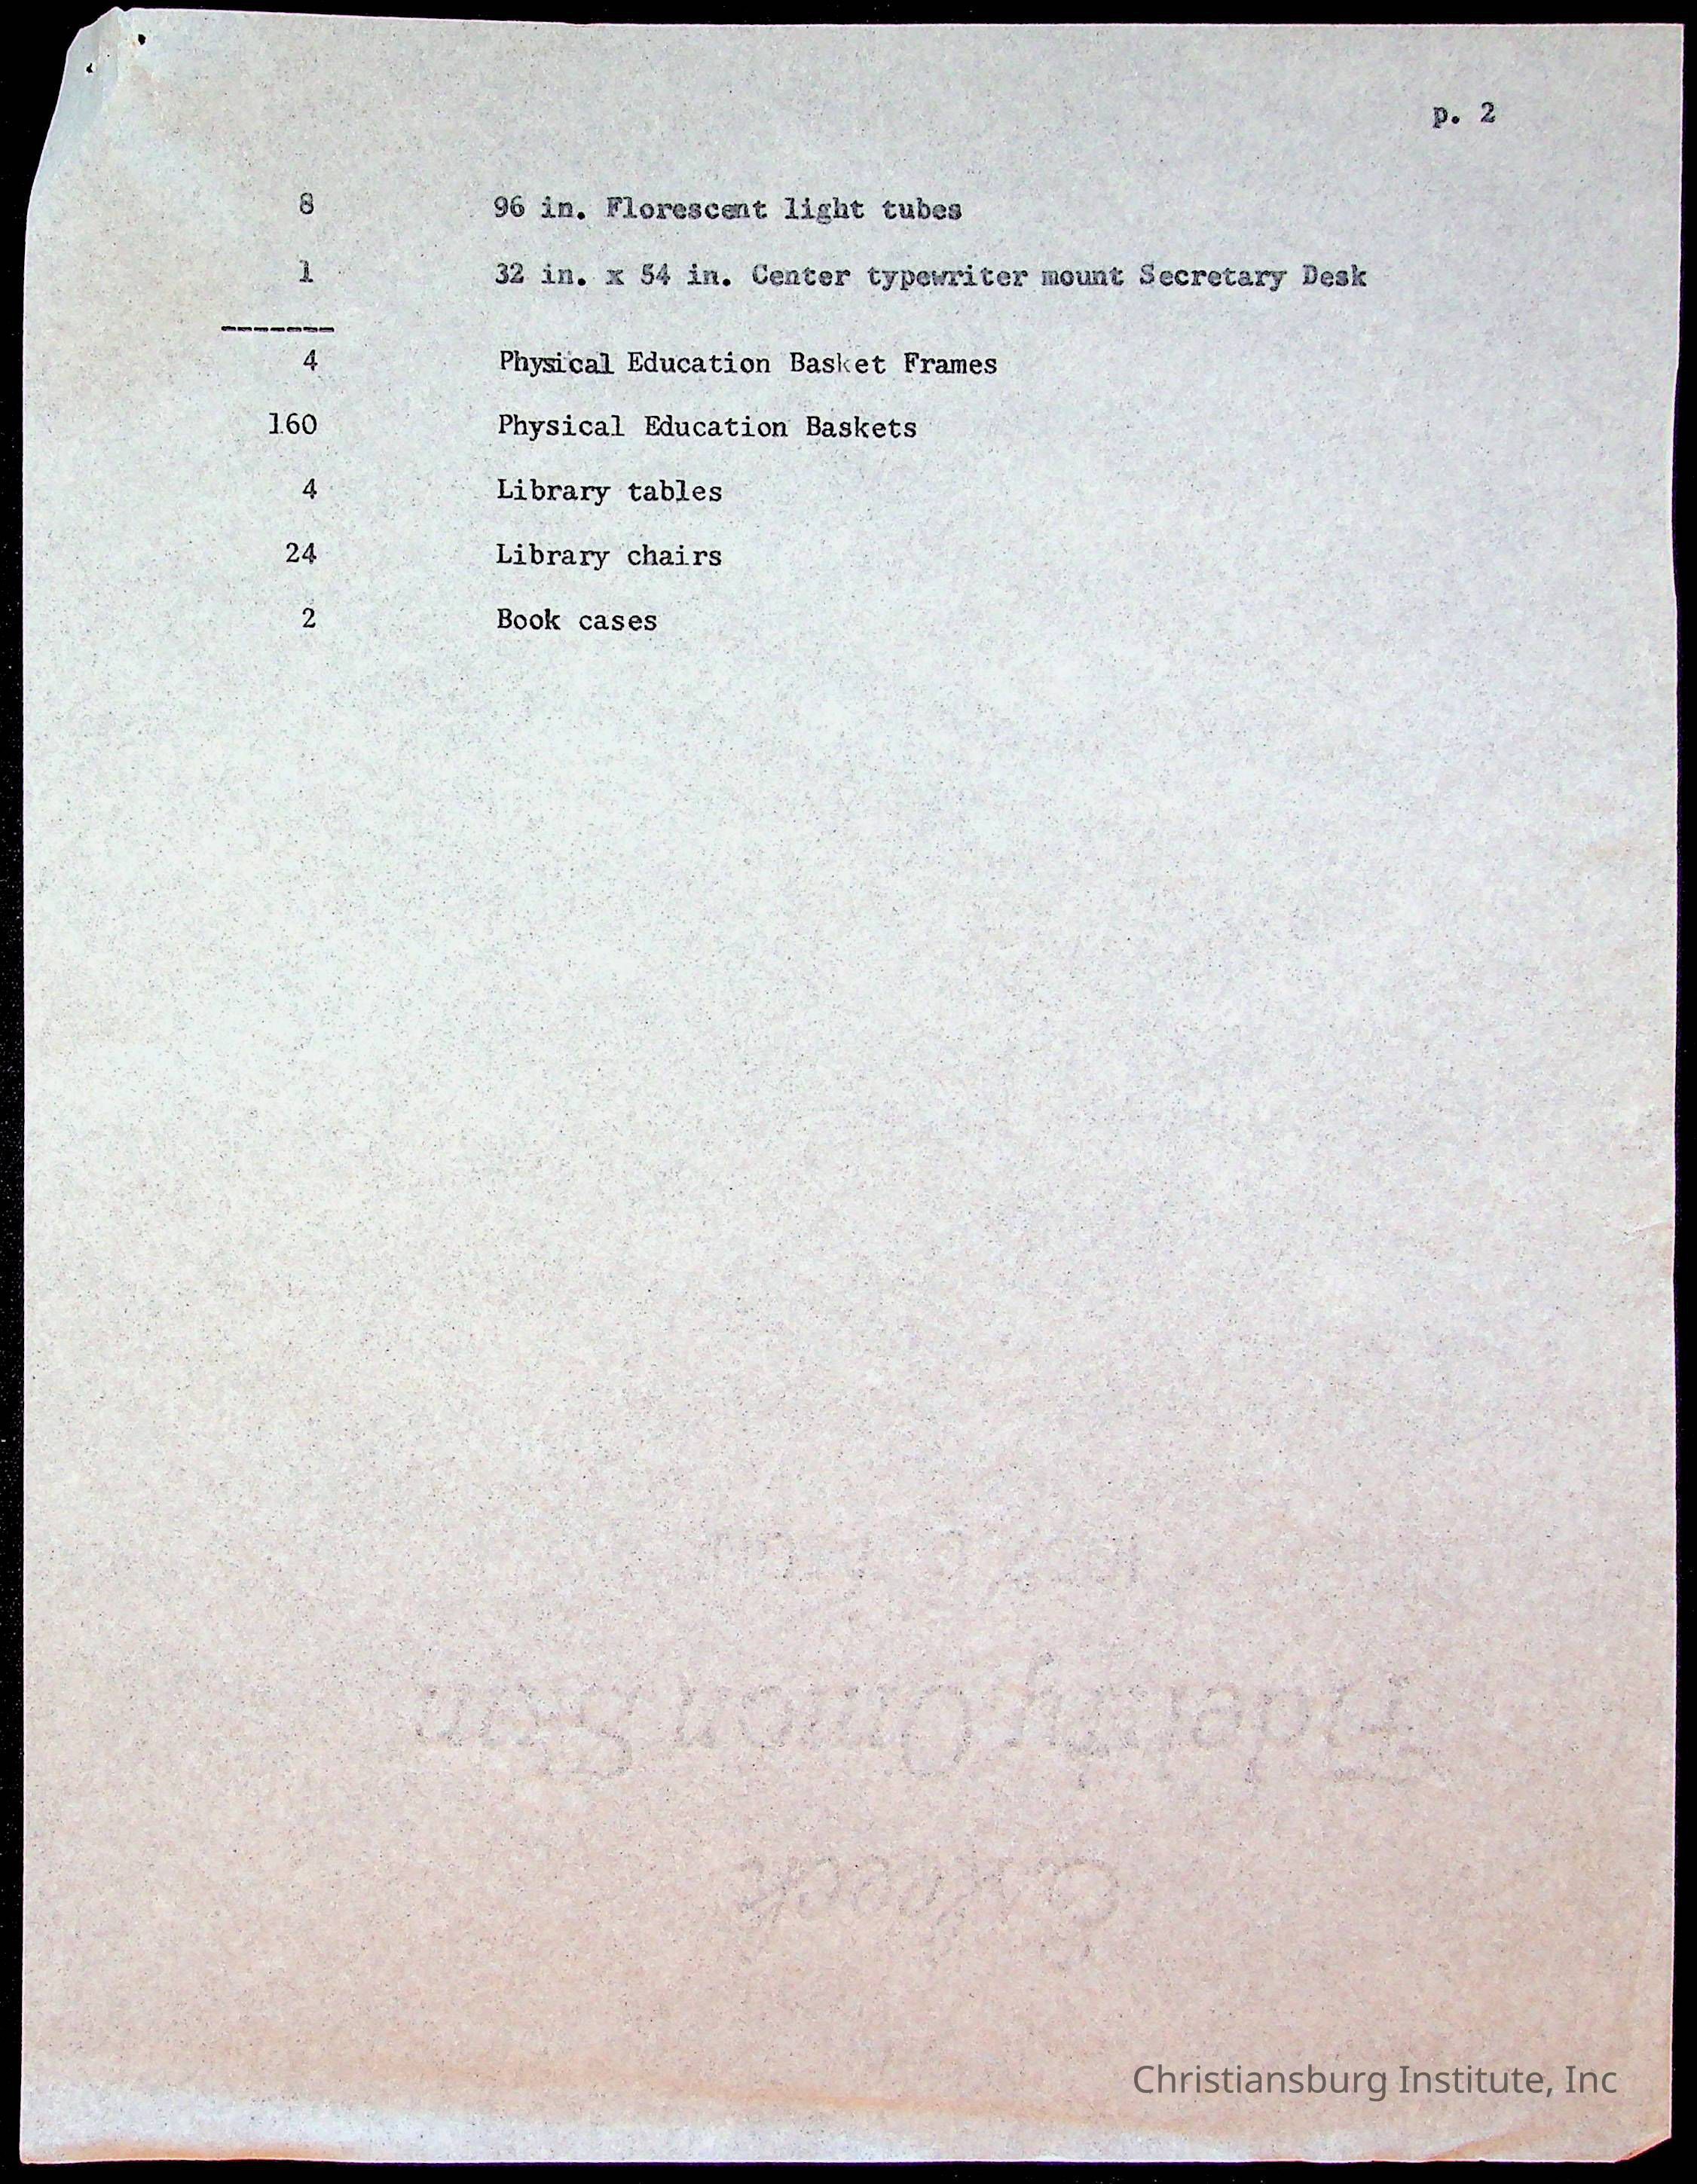 p. 2
8 96 in. Florescent light tubes
1 32 in. x 54 in. Center typewriter mount Secretary Desk
-------
4 Physical Education Basket Frames
160 Physical Education Baskets
4 Library tables
24 Library chairs
2 Book cases
Christiansburg Institute, Inc